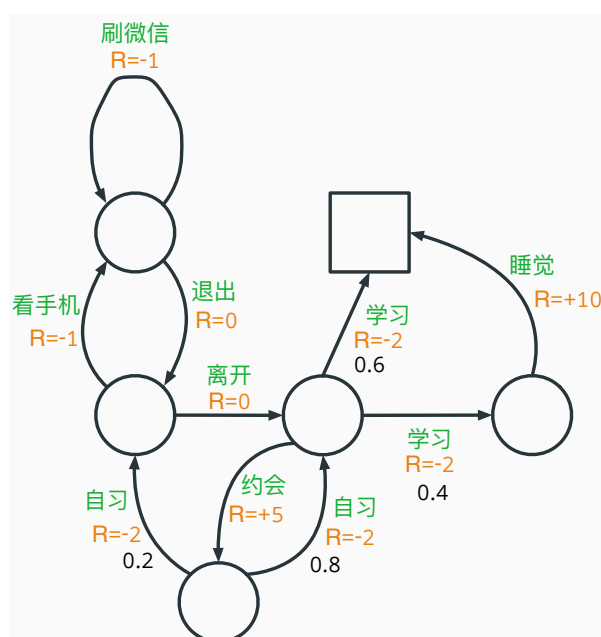 刷微信
R=-1
睡觉
R=+10
退出
R=0
看手机
R=-1
学习
R=-2
0.6
离开
R=0
学习
R=-2
0.4
约会
R=+5
自习
R=-2
0.2
自习
R=-2
0.8